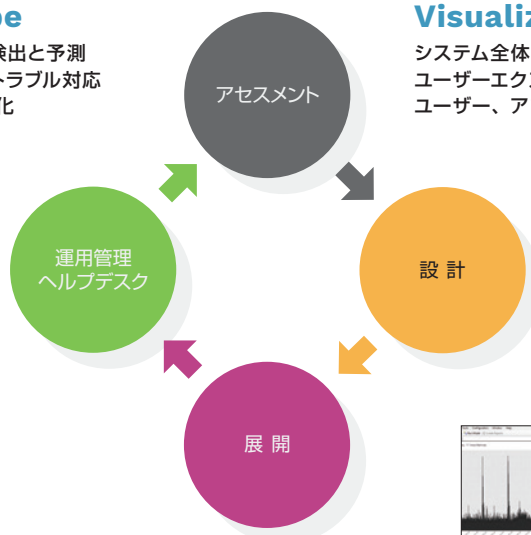 be
検出と予測
トラブル対応
化
Visualiz
システム全体
ユーザーエク
ユーザー、ア
アセスメント
運用管理
ヘルプデスク
設 計
展 開